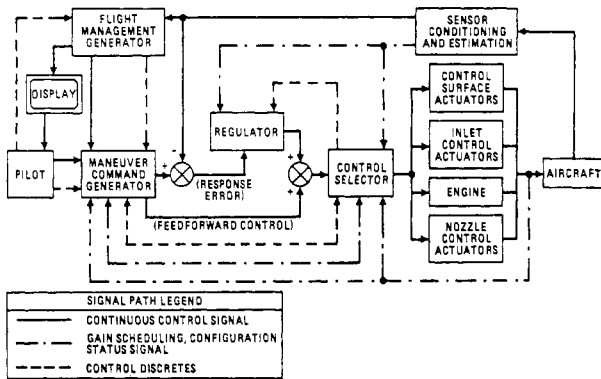 FLIGHT
MANAGEMENT
GENERATOR
SENSOR
CONDITIONING
AND ESTIMATION
DISPLAY
CONTROL
SURFACE
ACTUATORS
REGULATOR
INLET
CONTROL
ACTUATORS
PILOT
MANEUVER
COMMAND
GENERATOR
+
-
(RESPONSE
ERROR)
+
+
CONTROL
SELECTOR
ENGINE
AIRCRAFT
(FEEDFORWARD CONTROL)
NOZZLE
CONTROL
ACTUATORS
SIGNAL PATH LEGEND
CONTINUOUS CONTROL SIGNAL
GAIN SCHEDULING, CONFIGURATION
STATUS SIGNAL
CONTROL DISCRETES